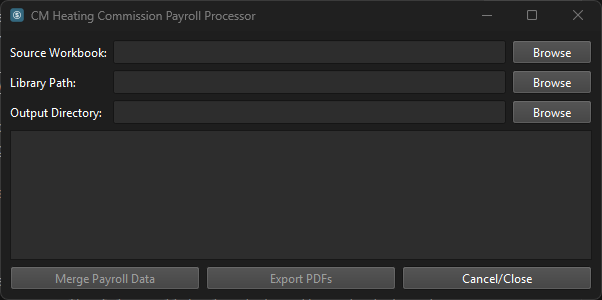 CM Heating Commission Payroll Processor
Source Workbook: Browse
Library Path: Browse
Output Directory: Browse
Merge Payroll Data Export PDFs Cancel/Close